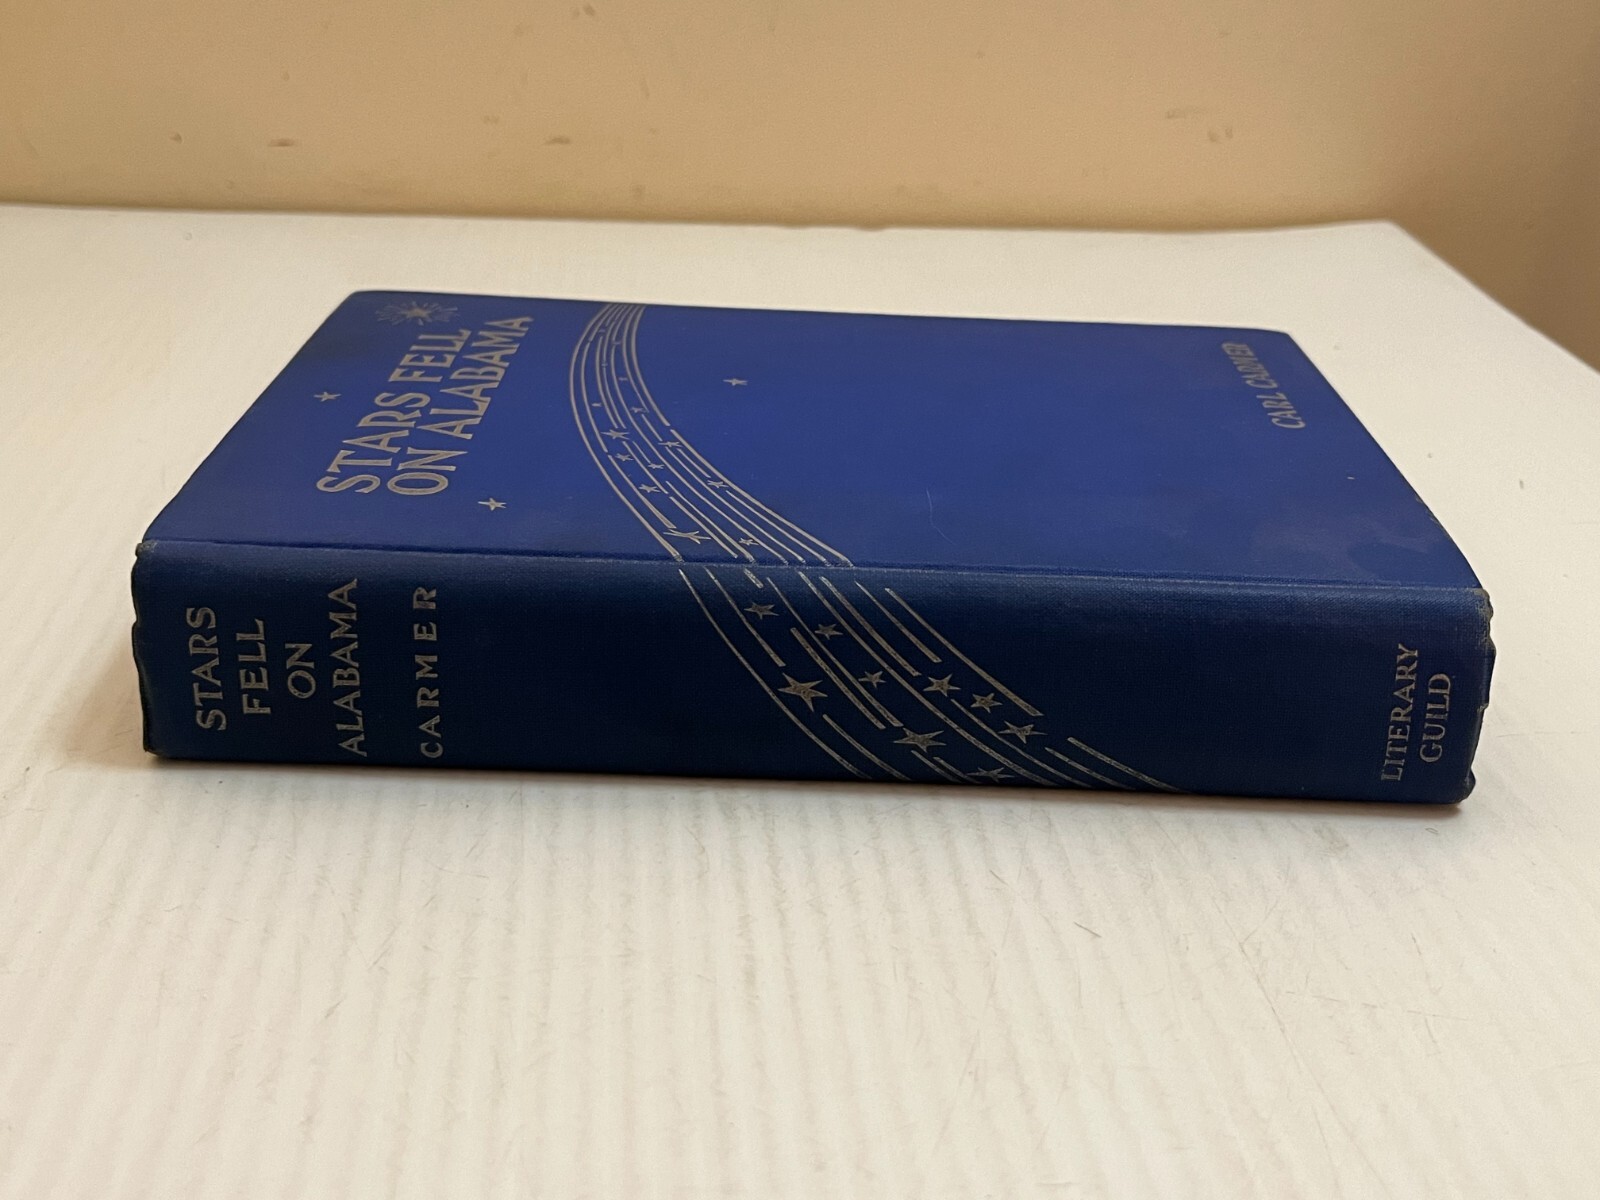 STARS FELL
ON ALABAMA
CARL CARMER
STARS
FELL
ON
ALABAMA
CARMER
LITERARY
GUILD